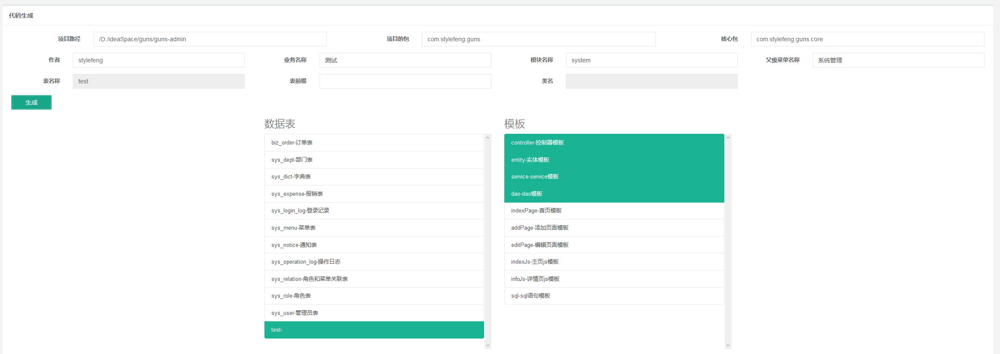 代码生成
项目路径 /D:/ideaSpace/guns/guns-admin 项目的包 com.stylefeng.guns 核心包 com.stylefeng.guns.core
作者 stylefeng 业务名称 测试 模块名称 system 父级菜单名称 系统管理
表名称 test 表前缀 类名
生成
数据表
biz_order-订单表
sys_dept-部门表
sys_dict-字典表
sys_expense-报销表
sys_login_log-登录记录
sys_menu-菜单表
sys_notice-通知表
sys_operation_log-操作日志
sys_relation-角色和菜单关联表
sys_role-角色表
sys_user-管理员表
test-
模板
controller-控制器模板
entity-实体模板
service-service模板
dao-dao模板
indexPage-首页模板
addPage-添加页面模板
editPage-编辑页面模板
indexJs-主页js模板
infoJs-详情页js模板
sql-sql语句模板